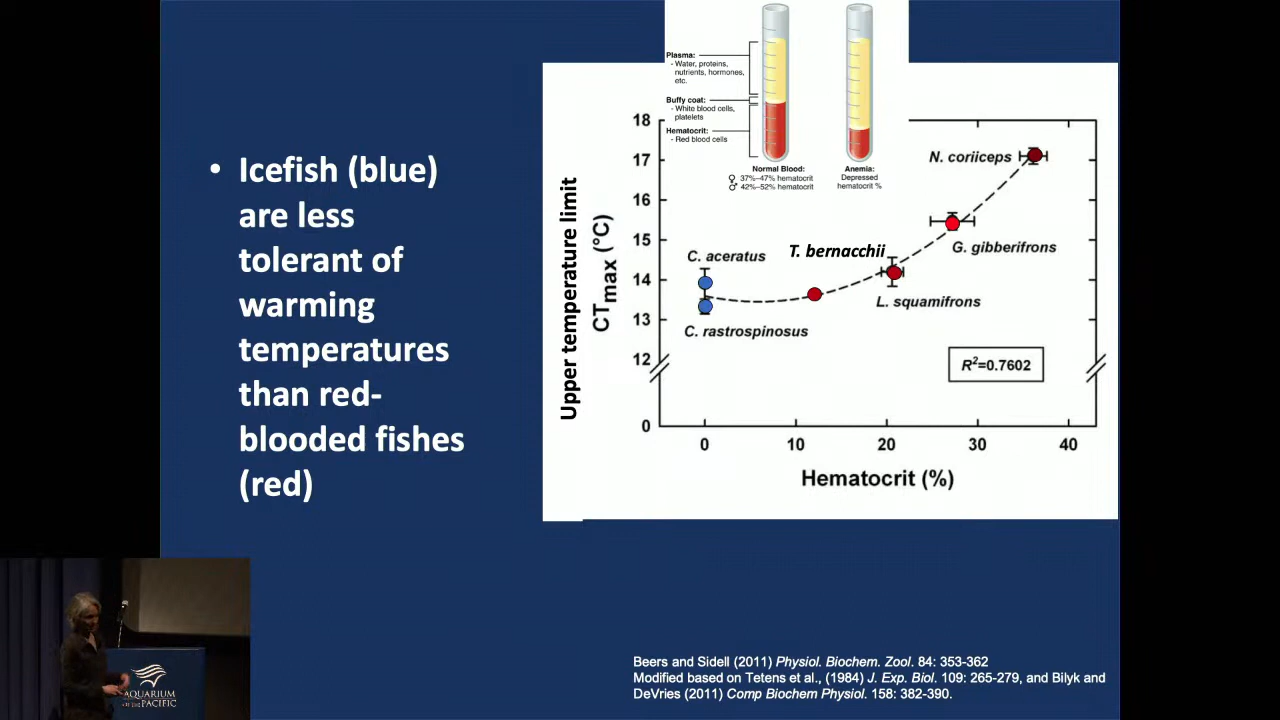 • Icefish (blue)
are less
tolerant of
warming
temperatures
than red-
blooded fishes
(red)
Plasma:
- Water, proteins,
nutrients, hormones,
etc.
Buffy coat:
- White blood cells,
platelets
Hematocrit:
- Red blood cells
Normal Blood:
♀ 37%–47% hematocrit
♂ 42%–52% hematocrit
Anemia:
Depressed
hematocrit %
Upper temperature limit
CTmax (°C)
18
17
16
15
14
13
12
0
N. coriiceps
G. gibberifrons
T. bernacchii
C. aceratus
L. squamifrons
C. rastrospinosus
R²=0.7602
0 10 20 30 40
Hematocrit (%)
Beers and Sidell (2011) Physiol. Biochem. Zool. 84: 353-362
Modified based on Tetens et al., (1984) J. Exp. Biol. 109: 265-279, and Bilyk and
DeVries (2011) Comp Biochem Physiol. 158: 382-390.
AQUARIUM
OF THE PACIFIC